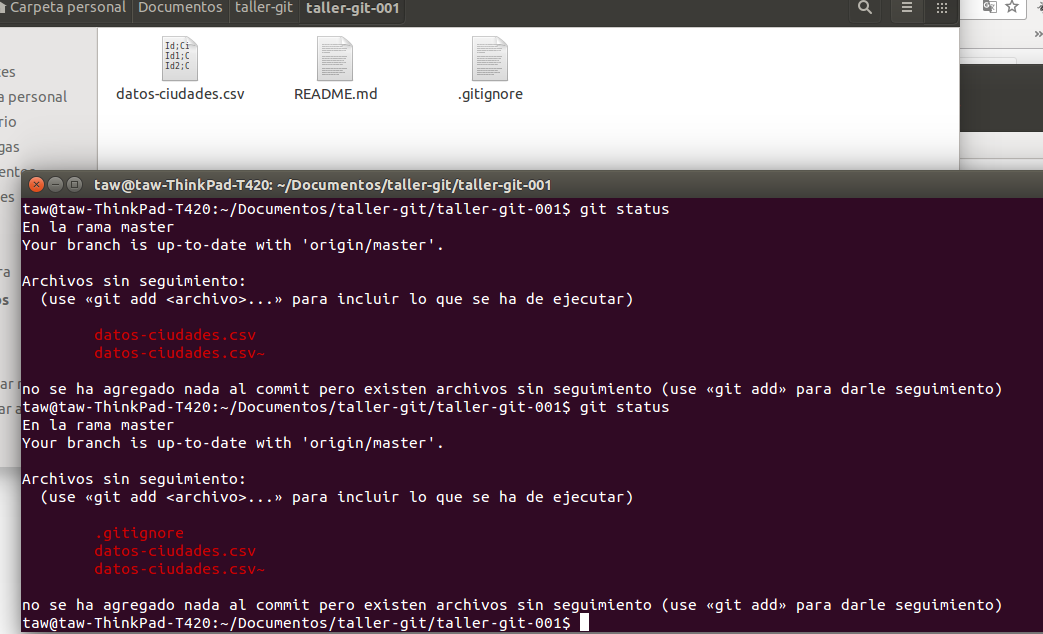 Carpeta personal Documentos taller-git taller-git-001
Id;Ci
Id1;C
Id2;C
datos-ciudades.csv README.md .gitignore
es
a personal
rio
gas
ento
es
ra
os
ar r
ar a
taw@taw-ThinkPad-T420: ~/Documentos/taller-git/taller-git-001
taw@taw-ThinkPad-T420:~/Documentos/taller-git/taller-git-001$ git status
En la rama master
Your branch is up-to-date with 'origin/master'.
Archivos sin seguimiento:
(use «git add <archivo>...» para incluir lo que se ha de ejecutar)
datos-ciudades.csv
datos-ciudades.csv~
no se ha agregado nada al commit pero existen archivos sin seguimiento (use «git add» para darle seguimiento)
taw@taw-ThinkPad-T420:~/Documentos/taller-git/taller-git-001$ git status
En la rama master
Your branch is up-to-date with 'origin/master'.
Archivos sin seguimiento:
(use «git add <archivo>...» para incluir lo que se ha de ejecutar)
.gitignore
datos-ciudades.csv
datos-ciudades.csv~
no se ha agregado nada al commit pero existen archivos sin seguimiento (use «git add» para darle seguimiento)
taw@taw-ThinkPad-T420:~/Documentos/taller-git/taller-git-001$